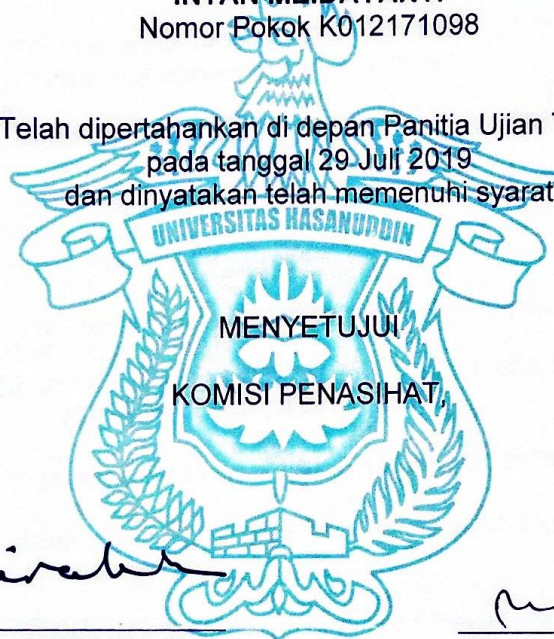 Nomor Pokok K012171098
Telah dipertahankan di depan Panitia Ujian
pada tanggal 29 Juli 2019
dan dinyatakan telah memenuhi syarat
UNIVERSITAS HASANUDDIN
MENYETUJUI
KOMISI PENASIHAT,